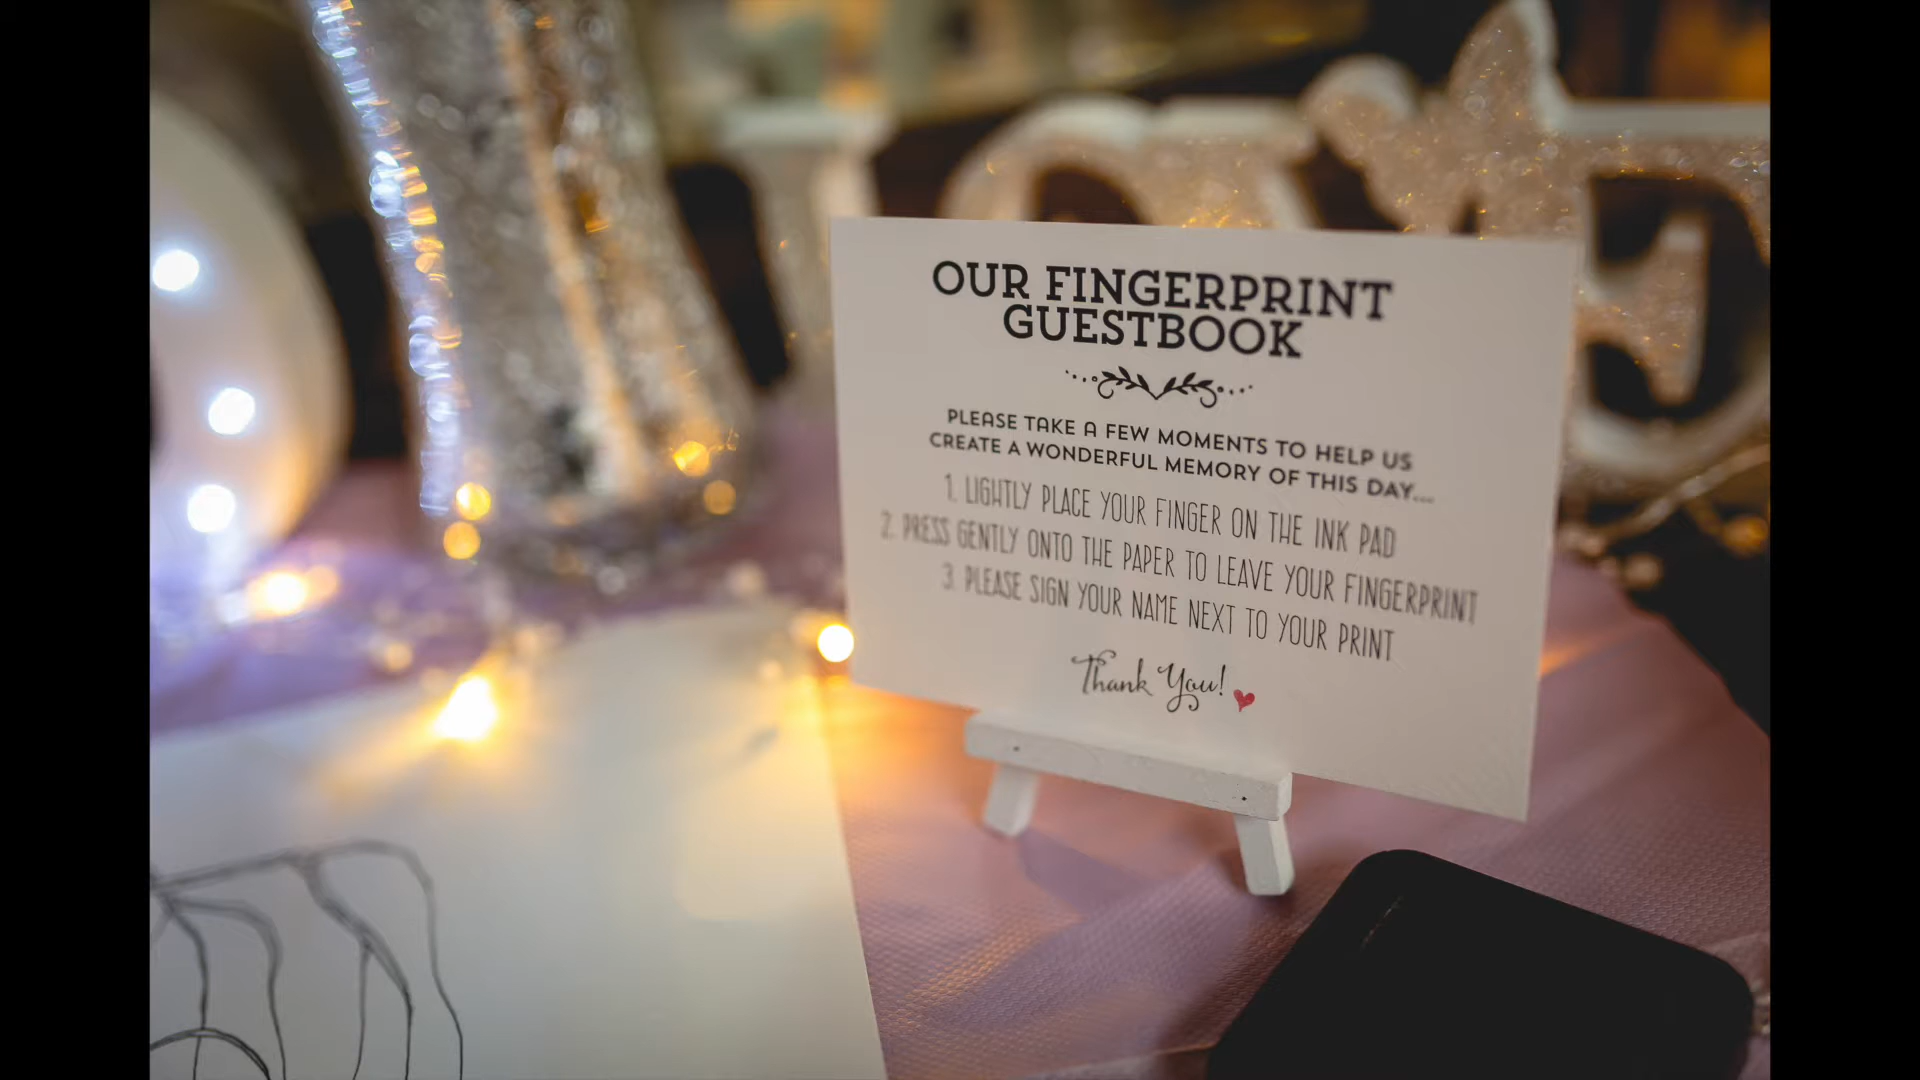 LOVE
OUR FINGERPRINT
GUESTBOOK
PLEASE TAKE A FEW MOMENTS TO HELP US
CREATE A WONDERFUL MEMORY OF THIS DAY...
1. LIGHTLY PLACE YOUR FINGER ON THE INK PAD
2. PRESS GENTLY ONTO THE PAPER TO LEAVE YOUR FINGERPRINT
3. PLEASE SIGN YOUR NAME NEXT TO YOUR PRINT
Thank You!